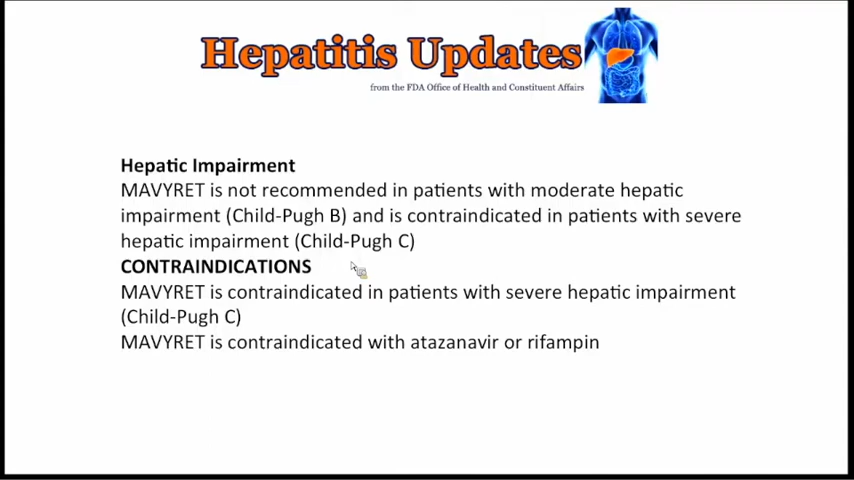 Hepatitis Updates
from the FDA Office of Health and Constituent Affairs
Hepatic Impairment
MAVYRET is not recommended in patients with moderate hepatic
impairment (Child-Pugh B) and is contraindicated in patients with severe
hepatic impairment (Child-Pugh C)
CONTRAINDICATIONS
MAVYRET is contraindicated in patients with severe hepatic impairment
(Child-Pugh C)
MAVYRET is contraindicated with atazanavir or rifampin